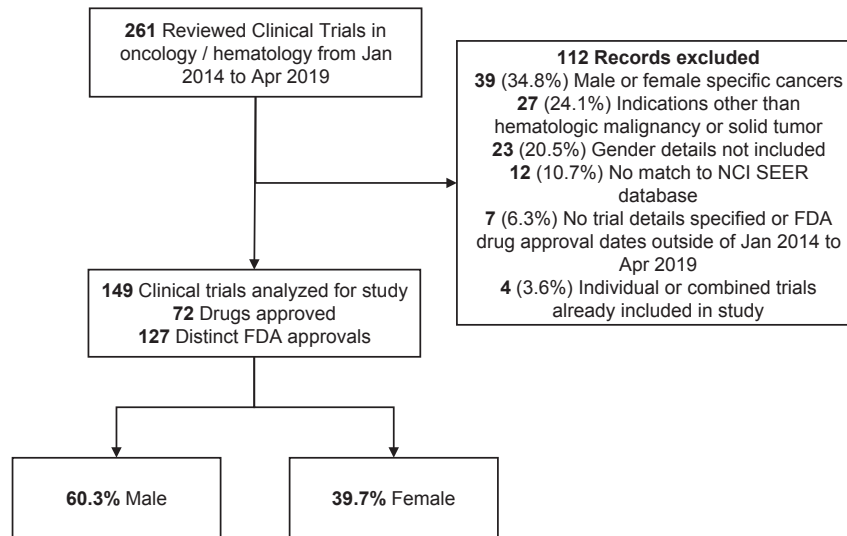 261 Reviewed Clinical Trials in
oncology / hematology from Jan
2014 to Apr 2019
112 Records excluded
39 (34.8%) Male or female specific cancers
27 (24.1%) Indications other than
hematologic malignancy or solid tumor
23 (20.5%) Gender details not included
12 (10.7%) No match to NCI SEER
database
7 (6.3%) No trial details specified or FDA
drug approval dates outside of Jan 2014 to
Apr 2019
4 (3.6%) Individual or combined trials
already included in study
149 Clinical trials analyzed for study
72 Drugs approved
127 Distinct FDA approvals
60.3% Male
39.7% Female